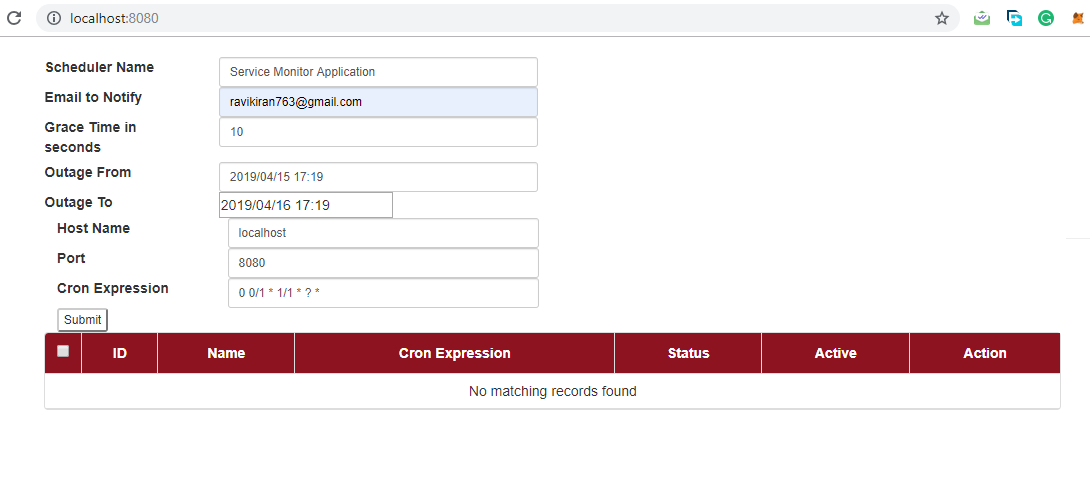 localhost:8080
Scheduler Name Service Monitor Application
Email to Notify ravikiran763@gmail.com
Grace Time in seconds 10
Outage From 2019/04/15 17:19
Outage To 2019/04/16 17:19
Host Name localhost
Port 8080
Cron Expression 0 0/1 * 1/1 * ? *
Submit
ID Name Cron Expression Status Active Action
No matching records found